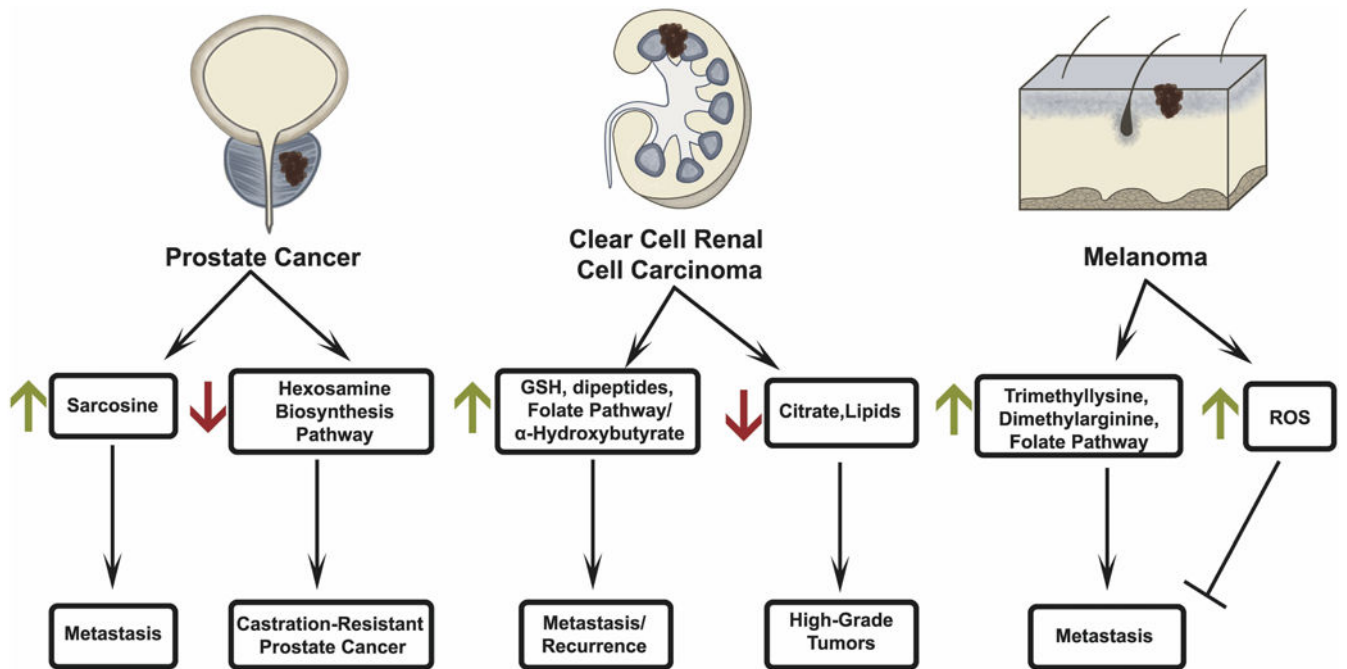 Prostate Cancer
Clear Cell Renal
Cell Carcinoma
Melanoma
Sarcosine
Hexosamine
Biosynthesis
Pathway
GSH, dipeptides,
Folate Pathway/
α-Hydroxybutyrate
Citrate,Lipids
Trimethyllysine,
Dimethylarginine,
Folate Pathway
ROS
Metastasis
Castration-Resistant
Prostate Cancer
Metastasis/
Recurrence
High-Grade
Tumors
Metastasis